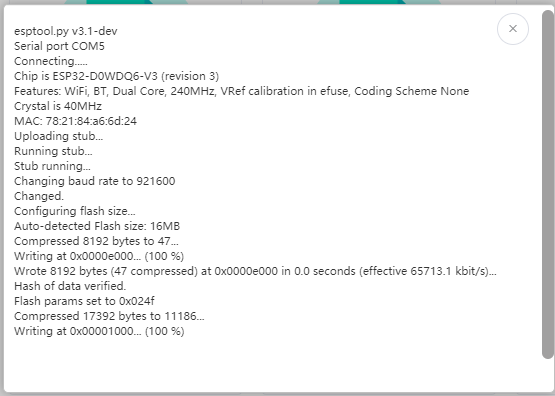 esptool.py v3.1-dev
Serial port COM5
Connecting.....
Chip is ESP32-D0WDQ6-V3 (revision 3)
Features: WiFi, BT, Dual Core, 240MHz, VRef calibration in efuse, Coding Scheme None
Crystal is 40MHz
MAC: 78:21:84:a6:6d:24
Uploading stub...
Running stub...
Stub running...
Changing baud rate to 921600
Changed.
Configuring flash size...
Auto-detected Flash size: 16MB
Compressed 8192 bytes to 47...
Writing at 0x0000e000... (100 %)
Wrote 8192 bytes (47 compressed) at 0x0000e000 in 0.0 seconds (effective 65713.1 kbit/s)...
Hash of data verified.
Flash params set to 0x024f
Compressed 17392 bytes to 11186...
Writing at 0x00001000... (100 %)